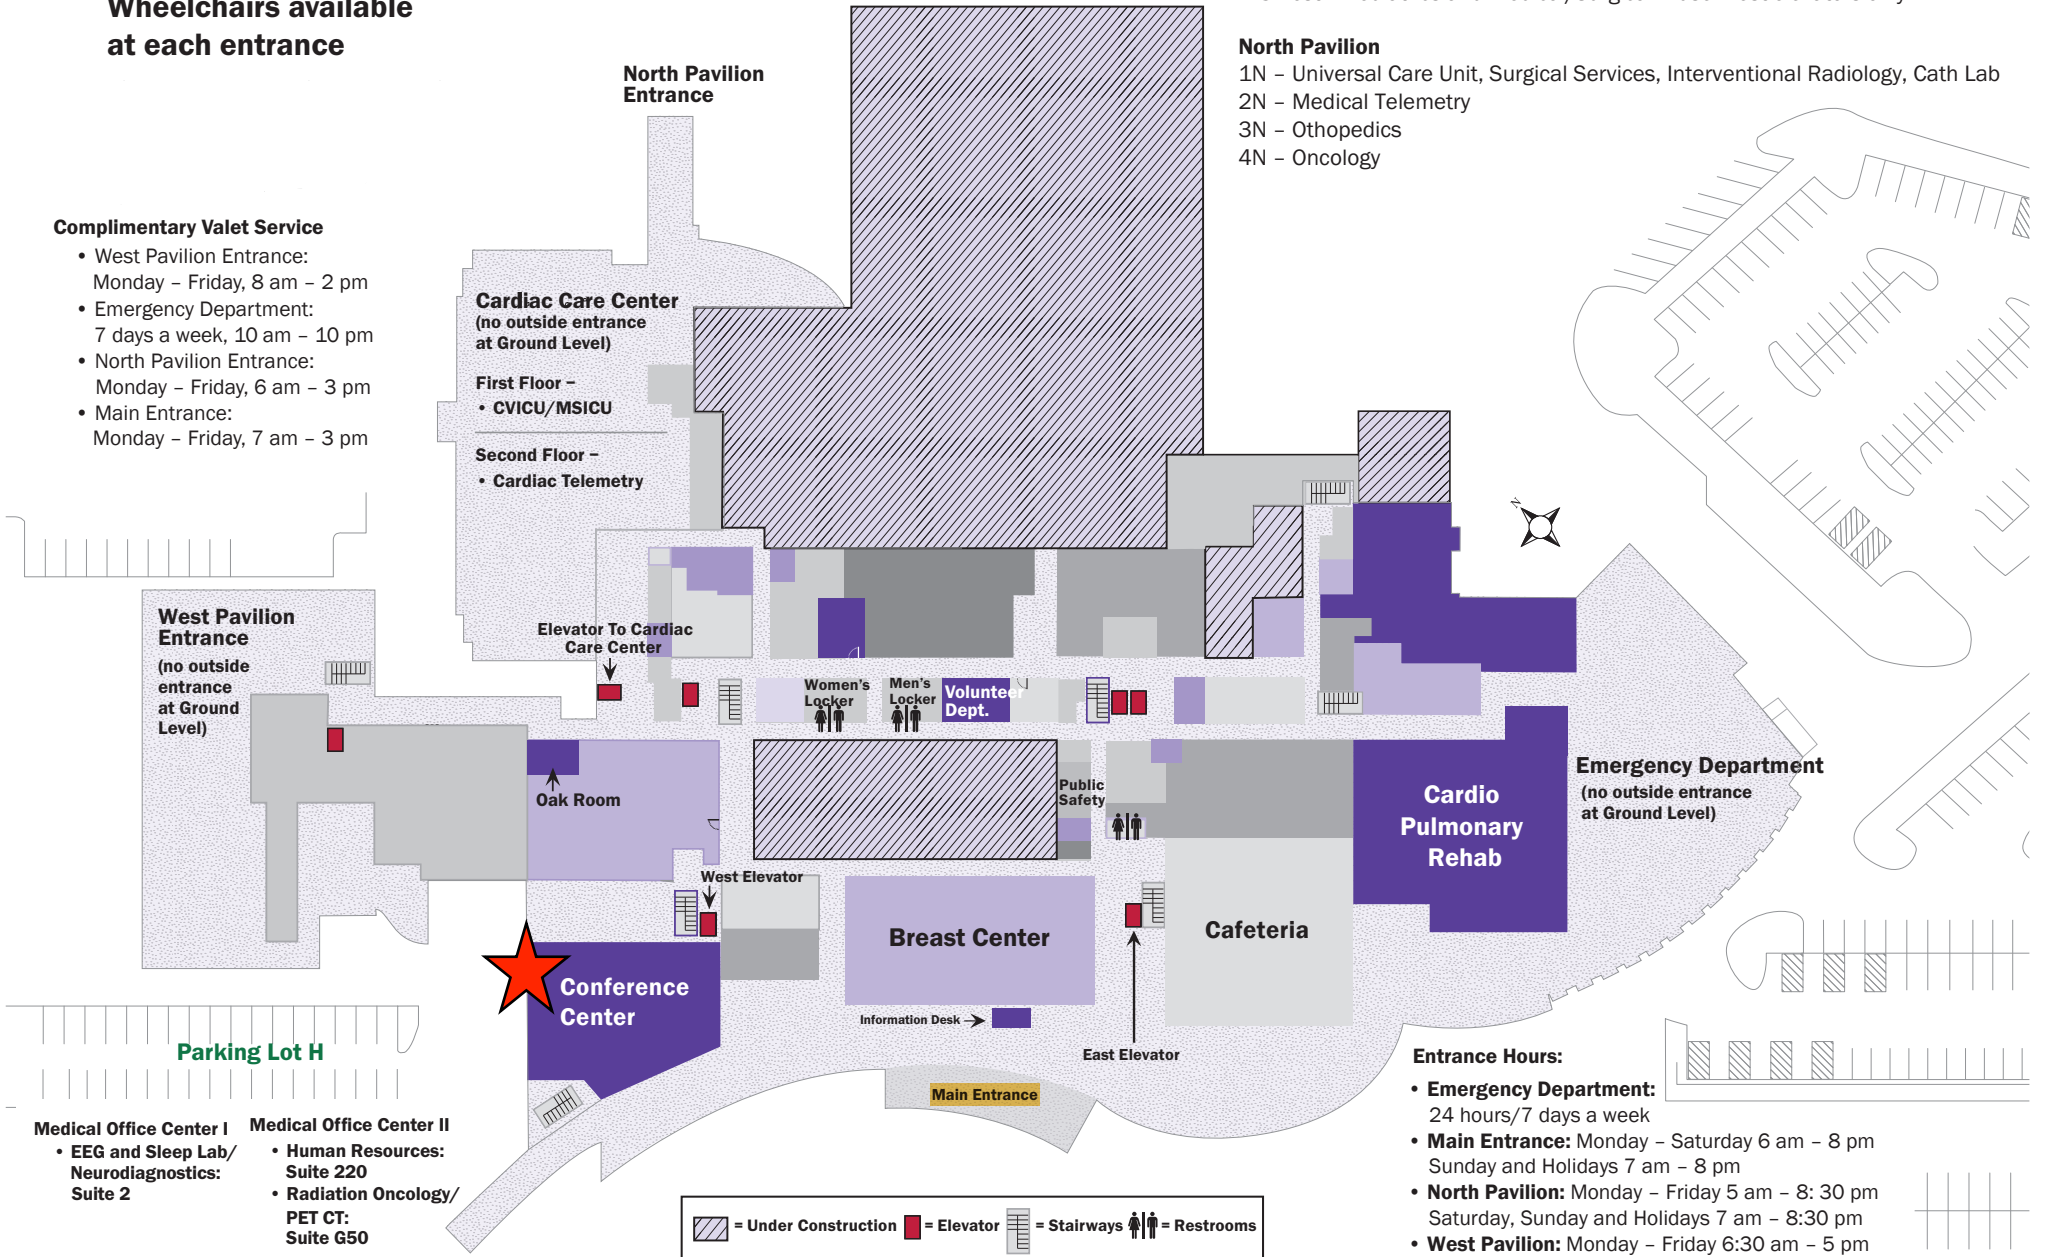 Wheelchairs available
at each entrance
North Pavilion
1N – Universal Care Unit, Surgical Services, Interventional Radiology, Cath Lab
2N – Medical Telemetry
3N – Othopedics
4N – Oncology
North Pavilion
Entrance
Complimentary Valet Service
• West Pavilion Entrance:
Monday – Friday, 8 am – 2 pm
• Emergency Department:
7 days a week, 10 am – 10 pm
• North Pavilion Entrance:
Monday – Friday, 6 am – 3 pm
• Main Entrance:
Monday – Friday, 7 am – 3 pm
Cardiac Care Center
(no outside entrance
at Ground Level)
First Floor –
• CVICU/MSICU
Second Floor –
• Cardiac Telemetry
N
West Pavilion
Entrance
(no outside
entrance
at Ground
Level)
Elevator To Cardiac
Care Center
Women's
Locker
Men's
Locker
Volunteer
Dept.
Oak Room
Public
Safety
Cardio
Pulmonary
Rehab
Emergency Department
(no outside entrance
at Ground Level)
West Elevator
Breast Center
Cafeteria
Conference
Center
Information Desk
East Elevator
Main Entrance
Parking Lot H
Medical Office Center I
• EEG and Sleep Lab/
Neurodiagnostics:
Suite 2
Medical Office Center II
• Human Resources:
Suite 220
• Radiation Oncology/
PET CT:
Suite G50
= Under Construction = Elevator = Stairways = Restrooms
Entrance Hours:
• Emergency Department:
24 hours/7 days a week
• Main Entrance: Monday – Saturday 6 am – 8 pm
Sunday and Holidays 7 am – 8 pm
• North Pavilion: Monday – Friday 5 am – 8: 30 pm
Saturday, Sunday and Holidays 7 am – 8:30 pm
• West Pavilion: Monday – Friday 6:30 am – 5 pm